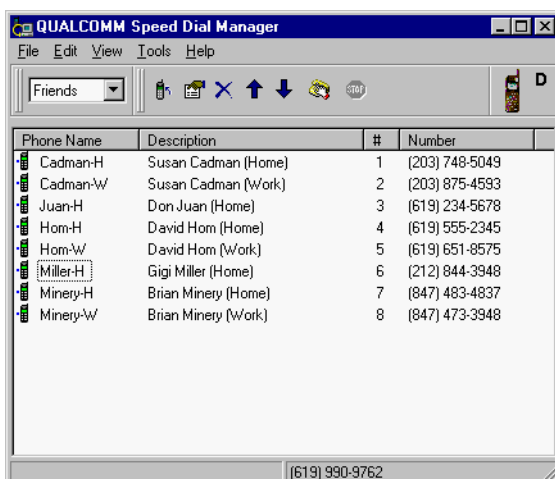 QUALCOMM Speed Dial Manager
File Edit View Tools Help
Friends STOP D
Phone Name Description # Number
Cadman-H Susan Cadman (Home) 1 (203) 748-5049
Cadman-W Susan Cadman (Work) 2 (203) 875-4593
Juan-H Don Juan (Home) 3 (619) 234-5678
Hom-H David Hom (Home) 4 (619) 555-2345
Hom-W David Hom (Work) 5 (619) 651-8575
Miller-H Gigi Miller (Home) 6 (212) 844-3948
Minery-H Brian Minery (Home) 7 (847) 483-4837
Minery-W Brian Minery (Work) 8 (847) 473-3948
(619) 990-9762